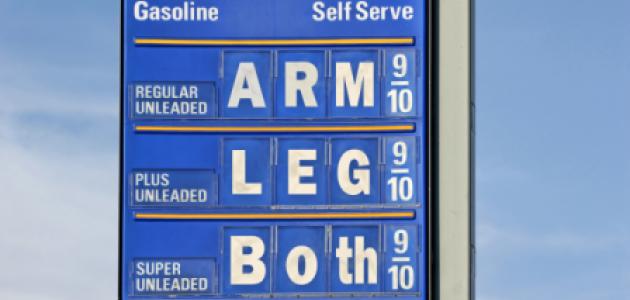 Gasoline Self Serve
REGULAR UNLEADED ARM 9/10
PLUS UNLEADED LEG 9/10
SUPER UNLEADED Both 9/10